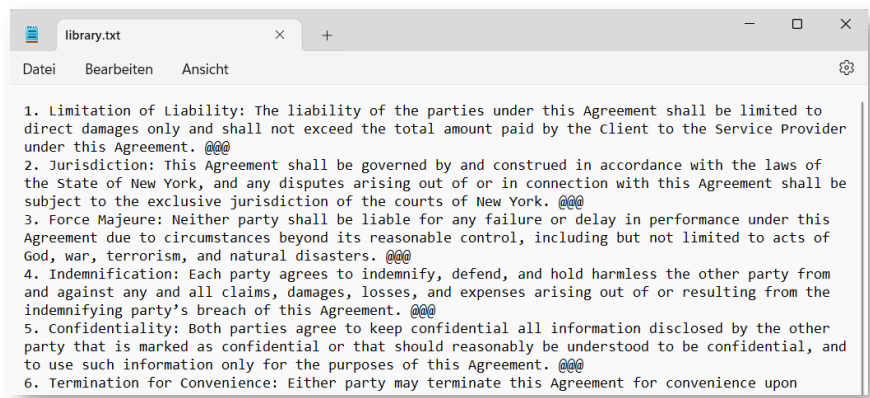 library.txt
Datei Bearbeiten Ansicht
1. Limitation of Liability: The liability of the parties under this Agreement shall be limited to
direct damages only and shall not exceed the total amount paid by the Client to the Service Provider
under this Agreement. @@@
2. Jurisdiction: This Agreement shall be governed by and construed in accordance with the laws of
the State of New York, and any disputes arising out of or in connection with this Agreement shall be
subject to the exclusive jurisdiction of the courts of New York. @@@
3. Force Majeure: Neither party shall be liable for any failure or delay in performance under this
Agreement due to circumstances beyond its reasonable control, including but not limited to acts of
God, war, terrorism, and natural disasters. @@@
4. Indemnification: Each party agrees to indemnify, defend, and hold harmless the other party from
and against any and all claims, damages, losses, and expenses arising out of or resulting from the
indemnifying party’s breach of this Agreement. @@@
5. Confidentiality: Both parties agree to keep confidential all information disclosed by the other
party that is marked as confidential or that should reasonably be understood to be confidential, and
to use such information only for the purposes of this Agreement. @@@
6. Termination for Convenience: Either party may terminate this Agreement for convenience upon